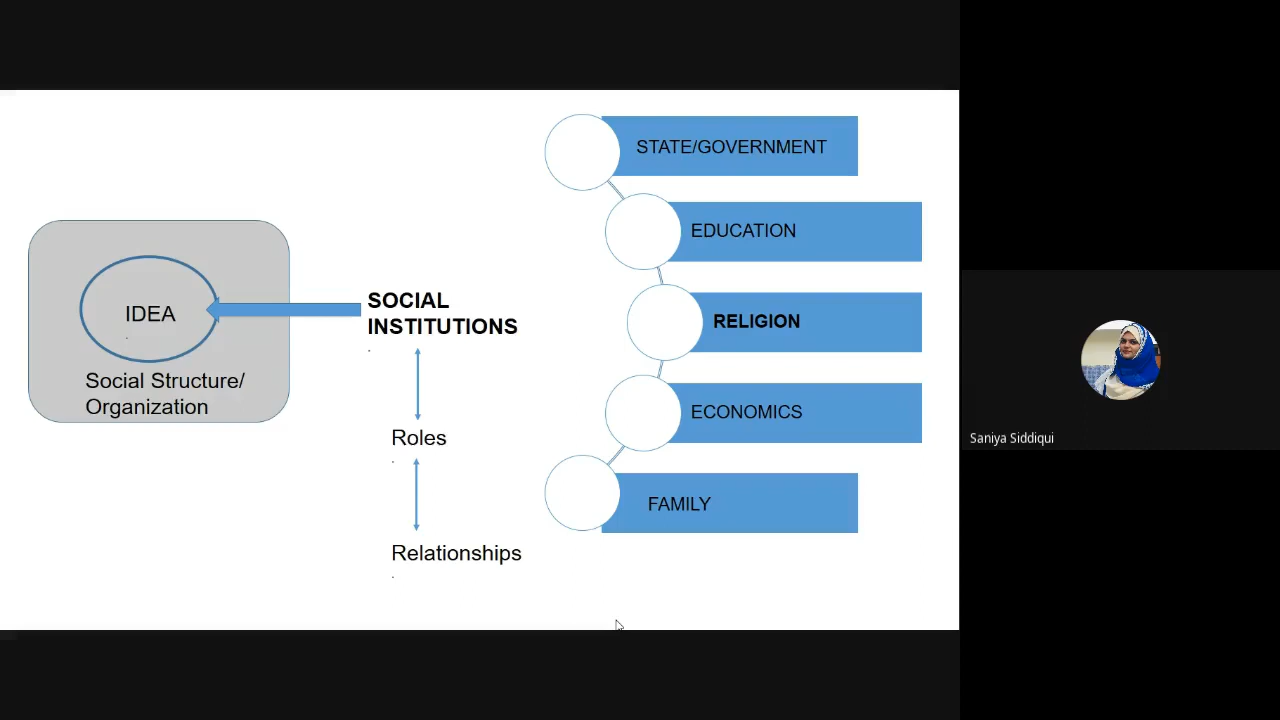 IDEA
Social Structure/
Organization
SOCIAL
INSTITUTIONS
Roles
Relationships
STATE/GOVERNMENT
EDUCATION
RELIGION
ECONOMICS
FAMILY
Saniya Siddiqui